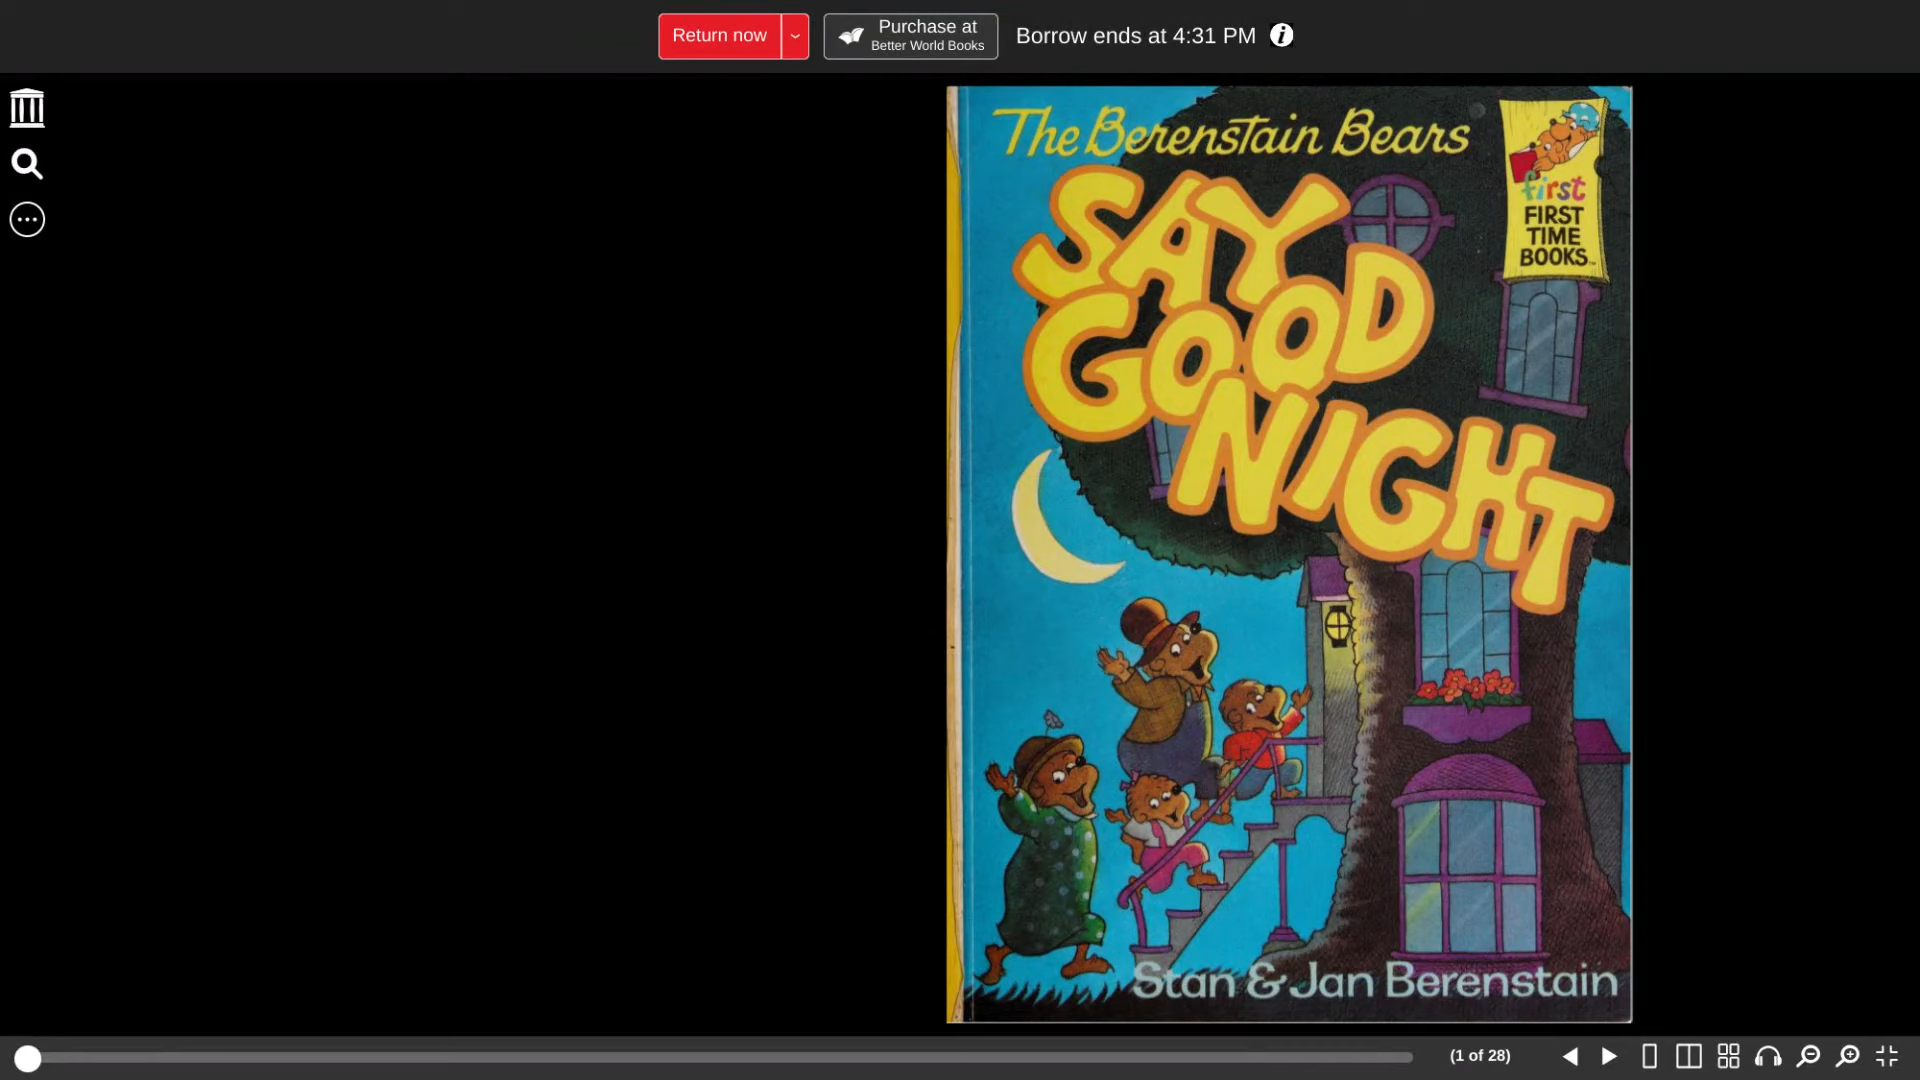 Return now
Purchase at
Better World Books
Borrow ends at 4:31 PM
The Berenstain Bears
SAY
GOOD
NIGHT
first
FIRST
TIME
BOOKS™
Stan & Jan Berenstain
(1 of 28)